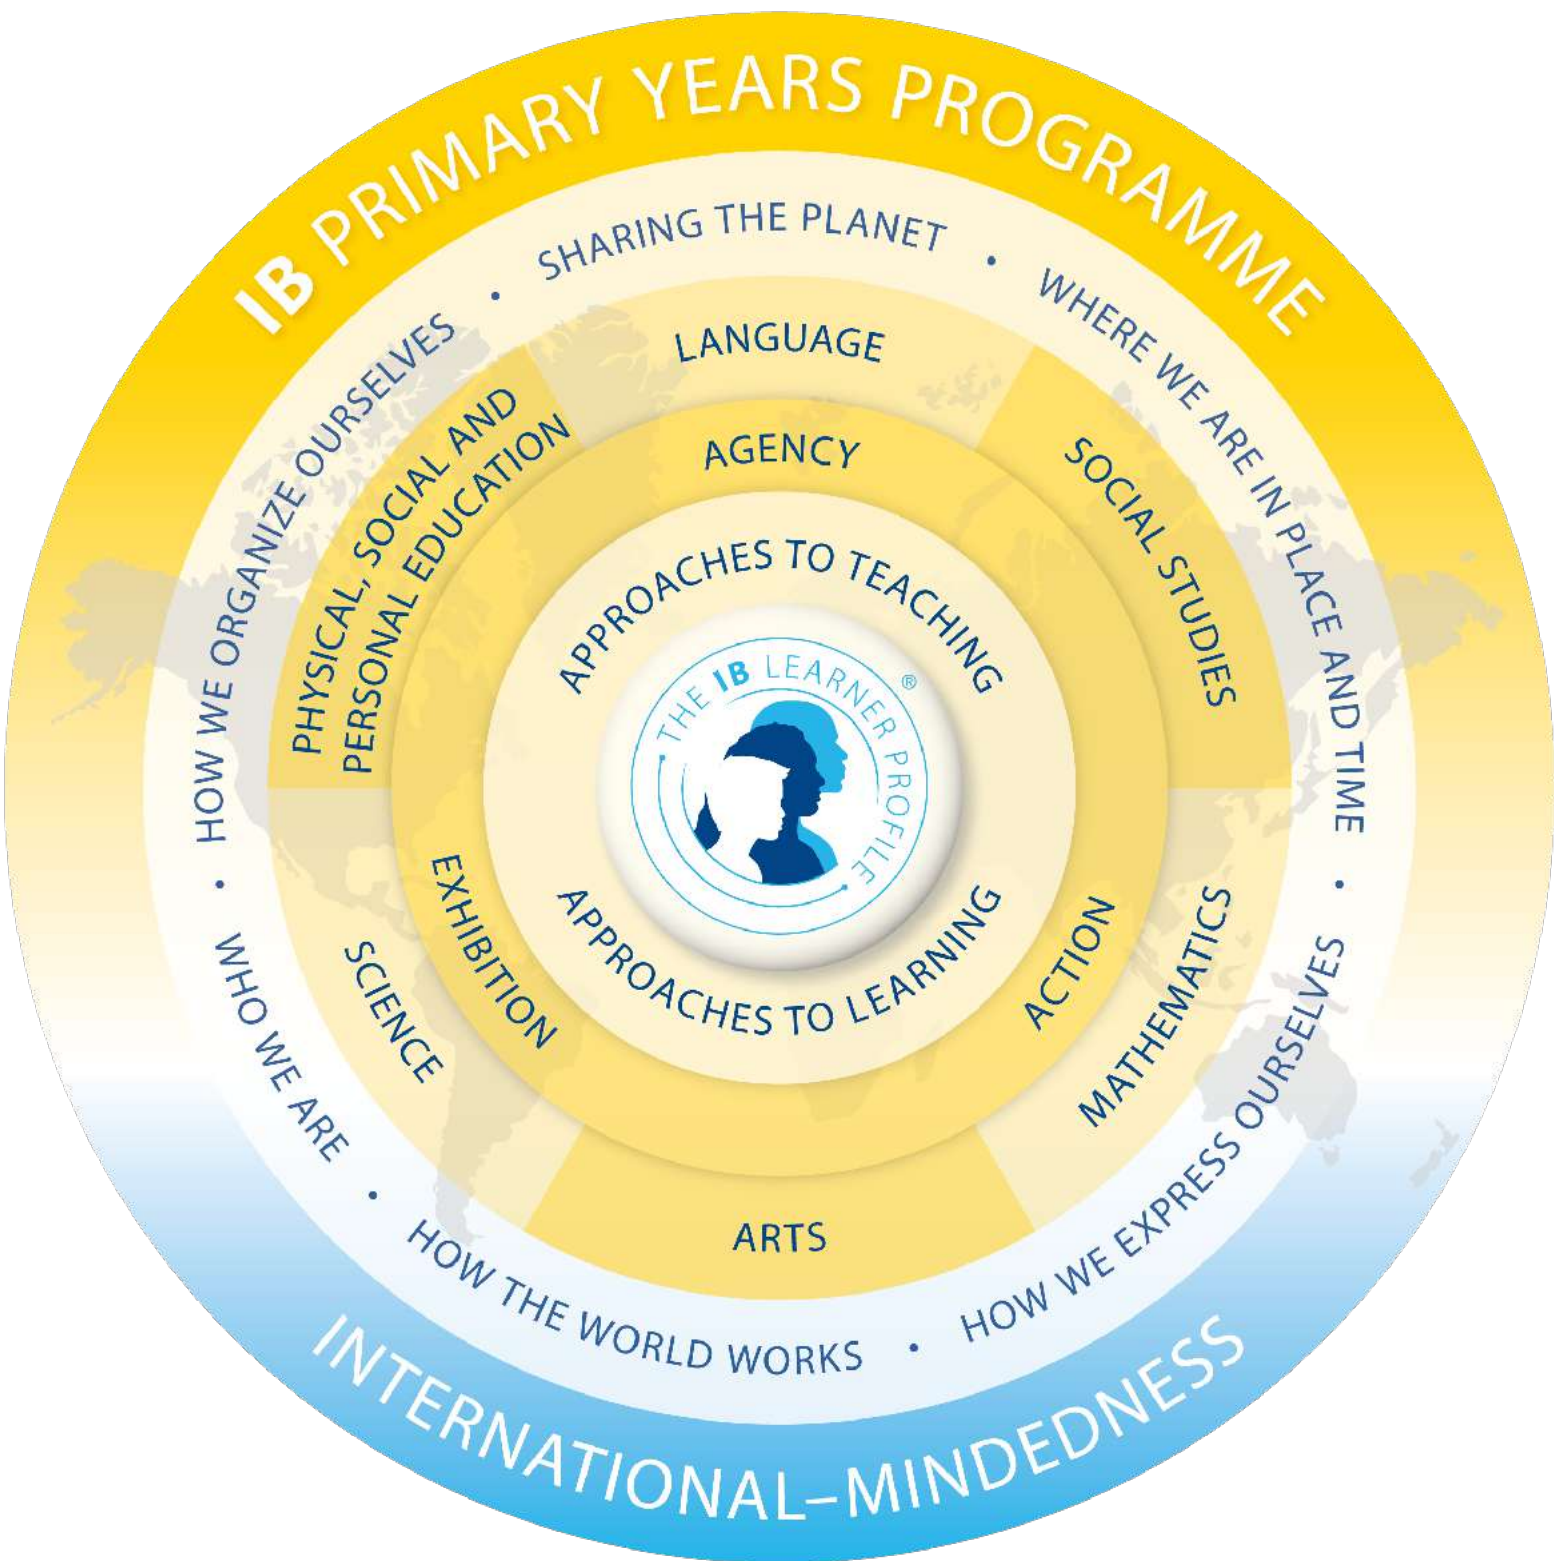 IB PRIMARY YEARS PROGRAMME
SHARING THE PLANET
•
WHERE WE ARE IN PLACE AND TIME
•
HOW WE EXPRESS OURSELVES
•
HOW THE WORLD WORKS
•
WHO WE ARE
•
HOW WE ORGANIZE OURSELVES
•
LANGUAGE
SOCIAL STUDIES
MATHEMATICS
ARTS
SCIENCE
PHYSICAL, SOCIAL AND
PERSONAL EDUCATION
AGENCY
ACTION
EXHIBITION
APPROACHES TO TEACHING
THE IB LEARNER PROFILE ®
APPROACHES TO LEARNING
INTERNATIONAL–MINDEDNESS